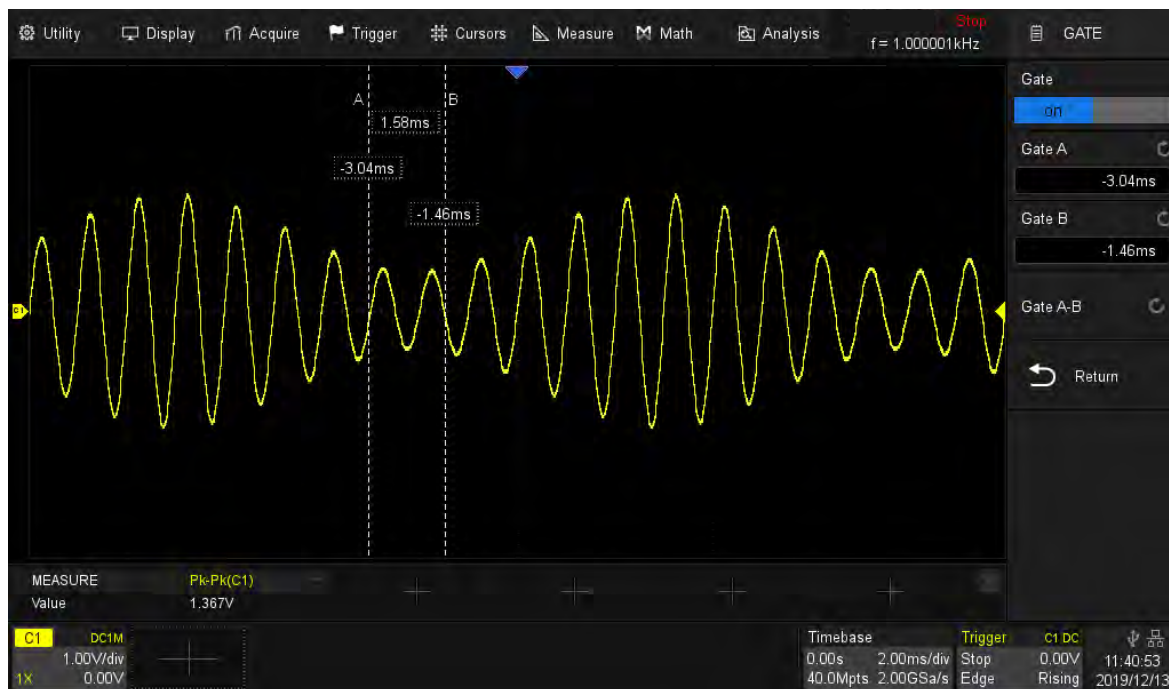 Utility Display Acquire Trigger Cursors Measure Math Analysis Stop
f = 1.000001kHz
GATE
Gate
on
Gate A
-3.04ms
Gate B
-1.46ms
Gate A-B
Return
A B
1.58ms
-3.04ms
-1.46ms
C1
MEASURE Pk-Pk(C1)
Value 1.367V
C1 DC1M
1.00V/div
1X 0.00V
Timebase
0.00s 2.00ms/div
40.0Mpts 2.00GSa/s
Trigger C1 DC
Stop 0.00V
Edge Rising
11:40:53
2019/12/13